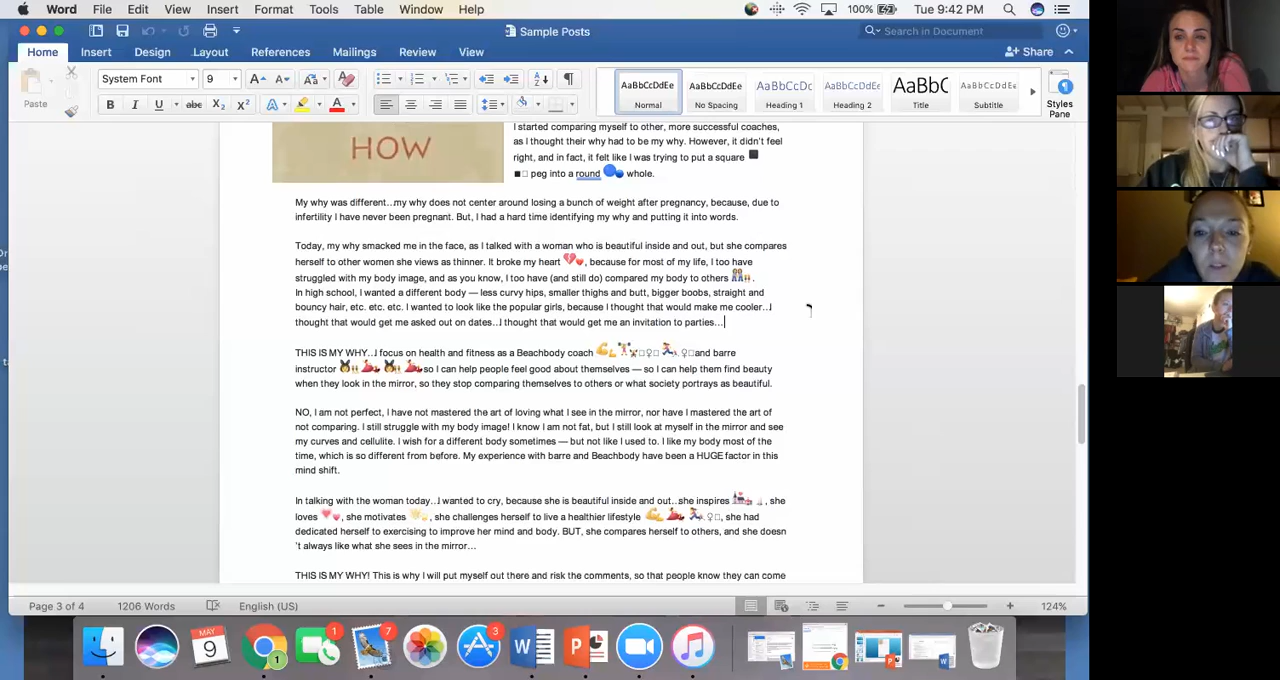 Word File Edit View Insert Format Tools Table Window Help 100% Tue 9:42 PM
Sample Posts Search in Document
Home Insert Design Layout References Mailings Review View Share
Paste System Font 9 AaBbCcDdEe AaBbCcDdEe AaBbCcDc AaBbCcDdEe AaBbC AaBbCcDdEe
B I U abc X₂ X² A A Normal No Spacing Heading 1 Heading 2 Title Subtitle Styles Pane
HOW
I started comparing myself to other, more successful coaches,
as I thought their why had to be my why. However, it didn't feel
right, and in fact, it felt like I was trying to put a square
peg into a round whole.
My why was different…my why does not center around losing a bunch of weight after pregnancy, because, due to
infertility I have never been pregnant. But, I had a hard time identifying my why and putting it into words.
Today, my why smacked me in the face, as I talked with a woman who is beautiful inside and out, but she compares
herself to other women she views as thinner. It broke my heart 💔, because for most of my life, I too have
struggled with my body image, and as you know, I too have (and still do) compared my body to others .
In high school, I wanted a different body — less curvy hips, smaller thighs and butt, bigger boobs, straight and
bouncy hair, etc. etc. etc. I wanted to look like the popular girls, because I thought that would make me cooler…I
thought that would get me asked out on dates…I thought that would get me an invitation to parties…
THIS IS MY WHY…I focus on health and fitness as a Beachbody coach and barre
instructor so I can help people feel good about themselves — so I can help them find beauty
when they look in the mirror, so they stop comparing themselves to others or what society portrays as beautiful.
NO, I am not perfect, I have not mastered the art of loving what I see in the mirror, nor have I mastered the art of
not comparing. I still struggle with my body image! I know I am not fat, but I still look at myself in the mirror and see
my curves and cellulite. I wish for a different body sometimes — but not like I used to. I like my body most of the
time, which is so different from before. My experience with barre and Beachbody have been a HUGE factor in this
mind shift.
In talking with the woman today…I wanted to cry, because she is beautiful inside and out…she inspires , she
loves , she motivates , she challenges herself to live a healthier lifestyle , she had
dedicated herself to exercising to improve her mind and body. BUT, she compares herself to others, and she doesn
't always like what she sees in the mirror…
THIS IS MY WHY! This is why I will put myself out there and risk the comments, so that people know they can come
Page 3 of 4 1206 Words English (US) 124%
MAY
9 1 7 3 W P